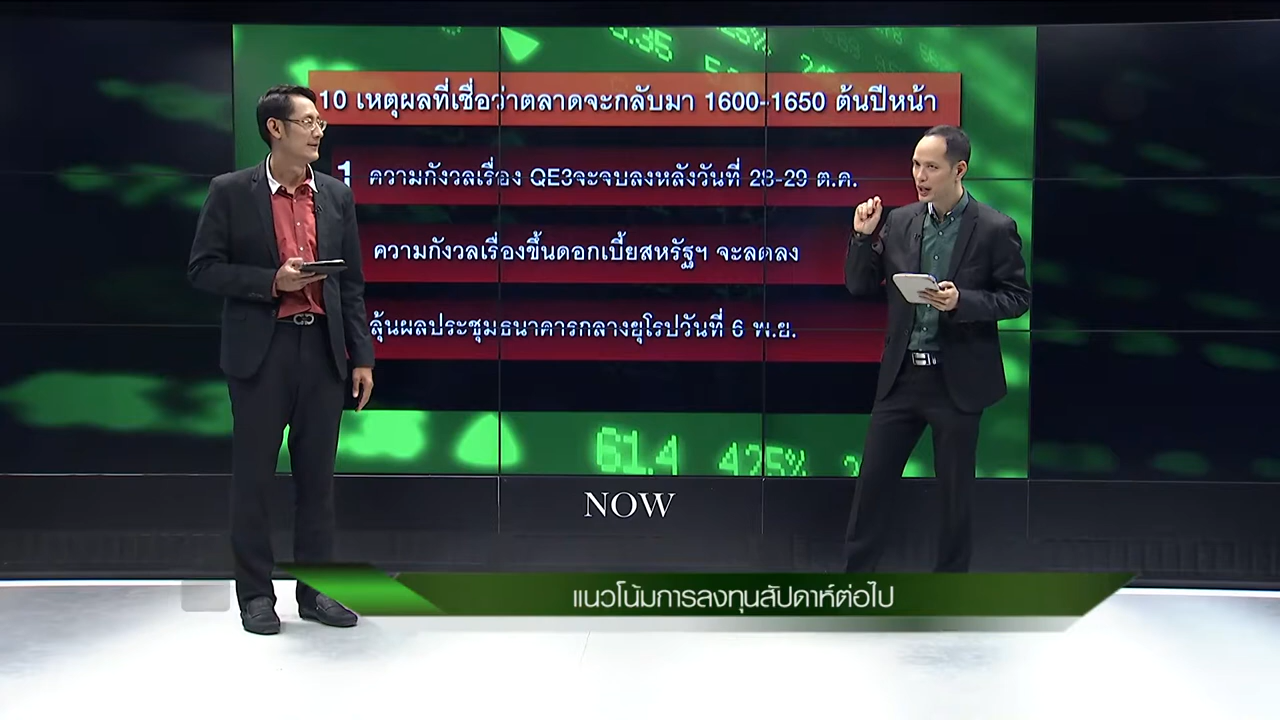 5.35
25%
10 เหตุผลที่เชื่อว่าตลาดจะกลับมา 1600-1650 ต้นปีหน้า
1 ความกังวลเรื่อง QE3จะจบลงหลังวันที่ 28-29 ต.ค.
ความกังวลเรื่องขึ้นดอกเบี้ยสหรัฐฯ จะลดลง
ลุ้นผลประชุมธนาคารกลางยุโรปวันที่ 6 พ.ย.
61.4 425%
NOW
แนวโน้มการลงทุนสัปดาห์ต่อไป